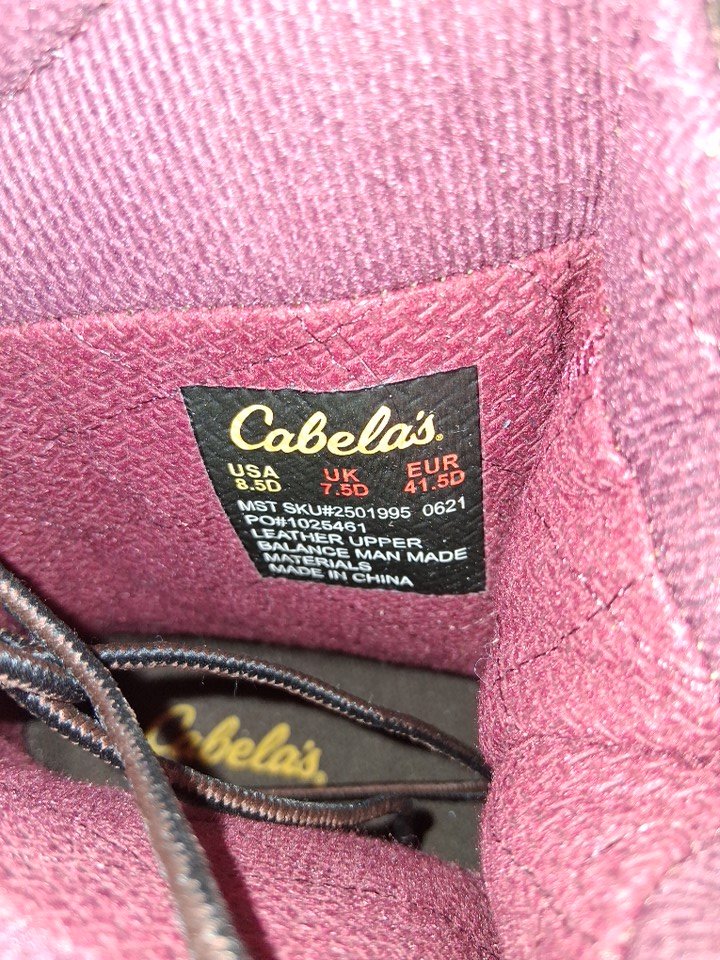 Cabela's®
USA UK EUR
8.5D 7.5D 41.5D
MST SKU#2501995 0621
PO#1025461
LEATHER UPPER
BALANCE MAN MADE
MATERIALS
MADE IN CHINA
Cabela's®